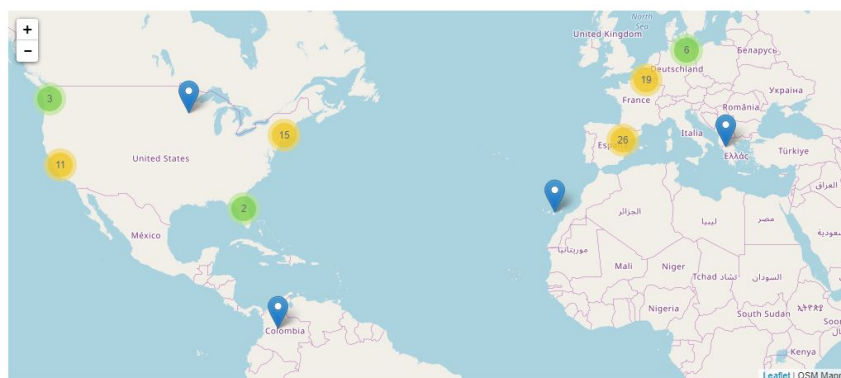 +
−
North
Sea
United Kingdom
6
Беларусь
Deutschland
19
3
Україна
France
România
15
Italia
26
Ελλάς
Türkiye
United States
11
العراق
2
الجزائر
ليبيا
مصر
السعودية
México
موريتانيا
Mali
Niger
Tchad تشاد
السودان
Nigeria
South Sudan
Colombia
Kenya
Leaflet | OSM Mapn